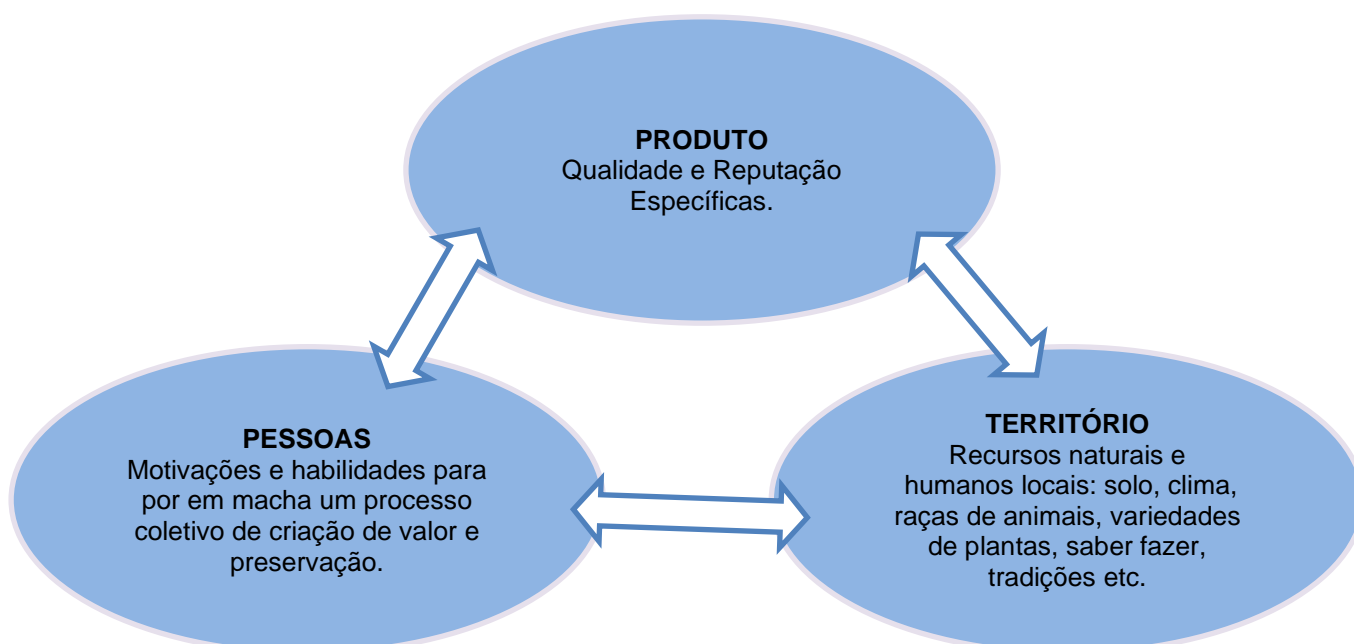 PRODUTO
Qualidade e Reputação
Específicas.
PESSOAS
Motivações e habilidades para
por em macha um processo
coletivo de criação de valor e
preservação.
TERRITÓRIO
Recursos naturais e
humanos locais: solo, clima,
raças de animais, variedades
de plantas, saber fazer,
tradições etc.